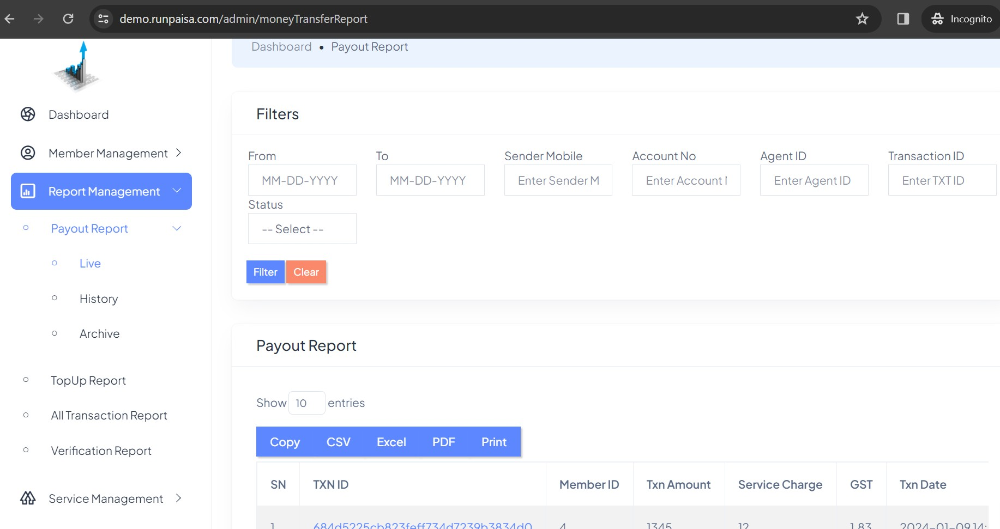 demo.runpaisa.com/admin/moneyTransferReport
Incognito
Dashboard • Payout Report
Dashboard
Member Management
Report Management
Payout Report
Live
History
Archive
TopUp Report
All Transaction Report
Verification Report
Service Management
Filters
From To Sender Mobile Account No Agent ID Transaction ID
MM-DD-YYYY MM-DD-YYYY Enter Sender M Enter Account Enter Agent ID Enter TXT ID
Status
-- Select --
Filter Clear
Payout Report
Show 10 entries
Copy CSV Excel PDF Print
SN TXN ID Member ID Txn Amount Service Charge GST Txn Date
1 684d5225cb823feff734d7239b3834d0 4 1345 12 1.83 2024-01-09 14: